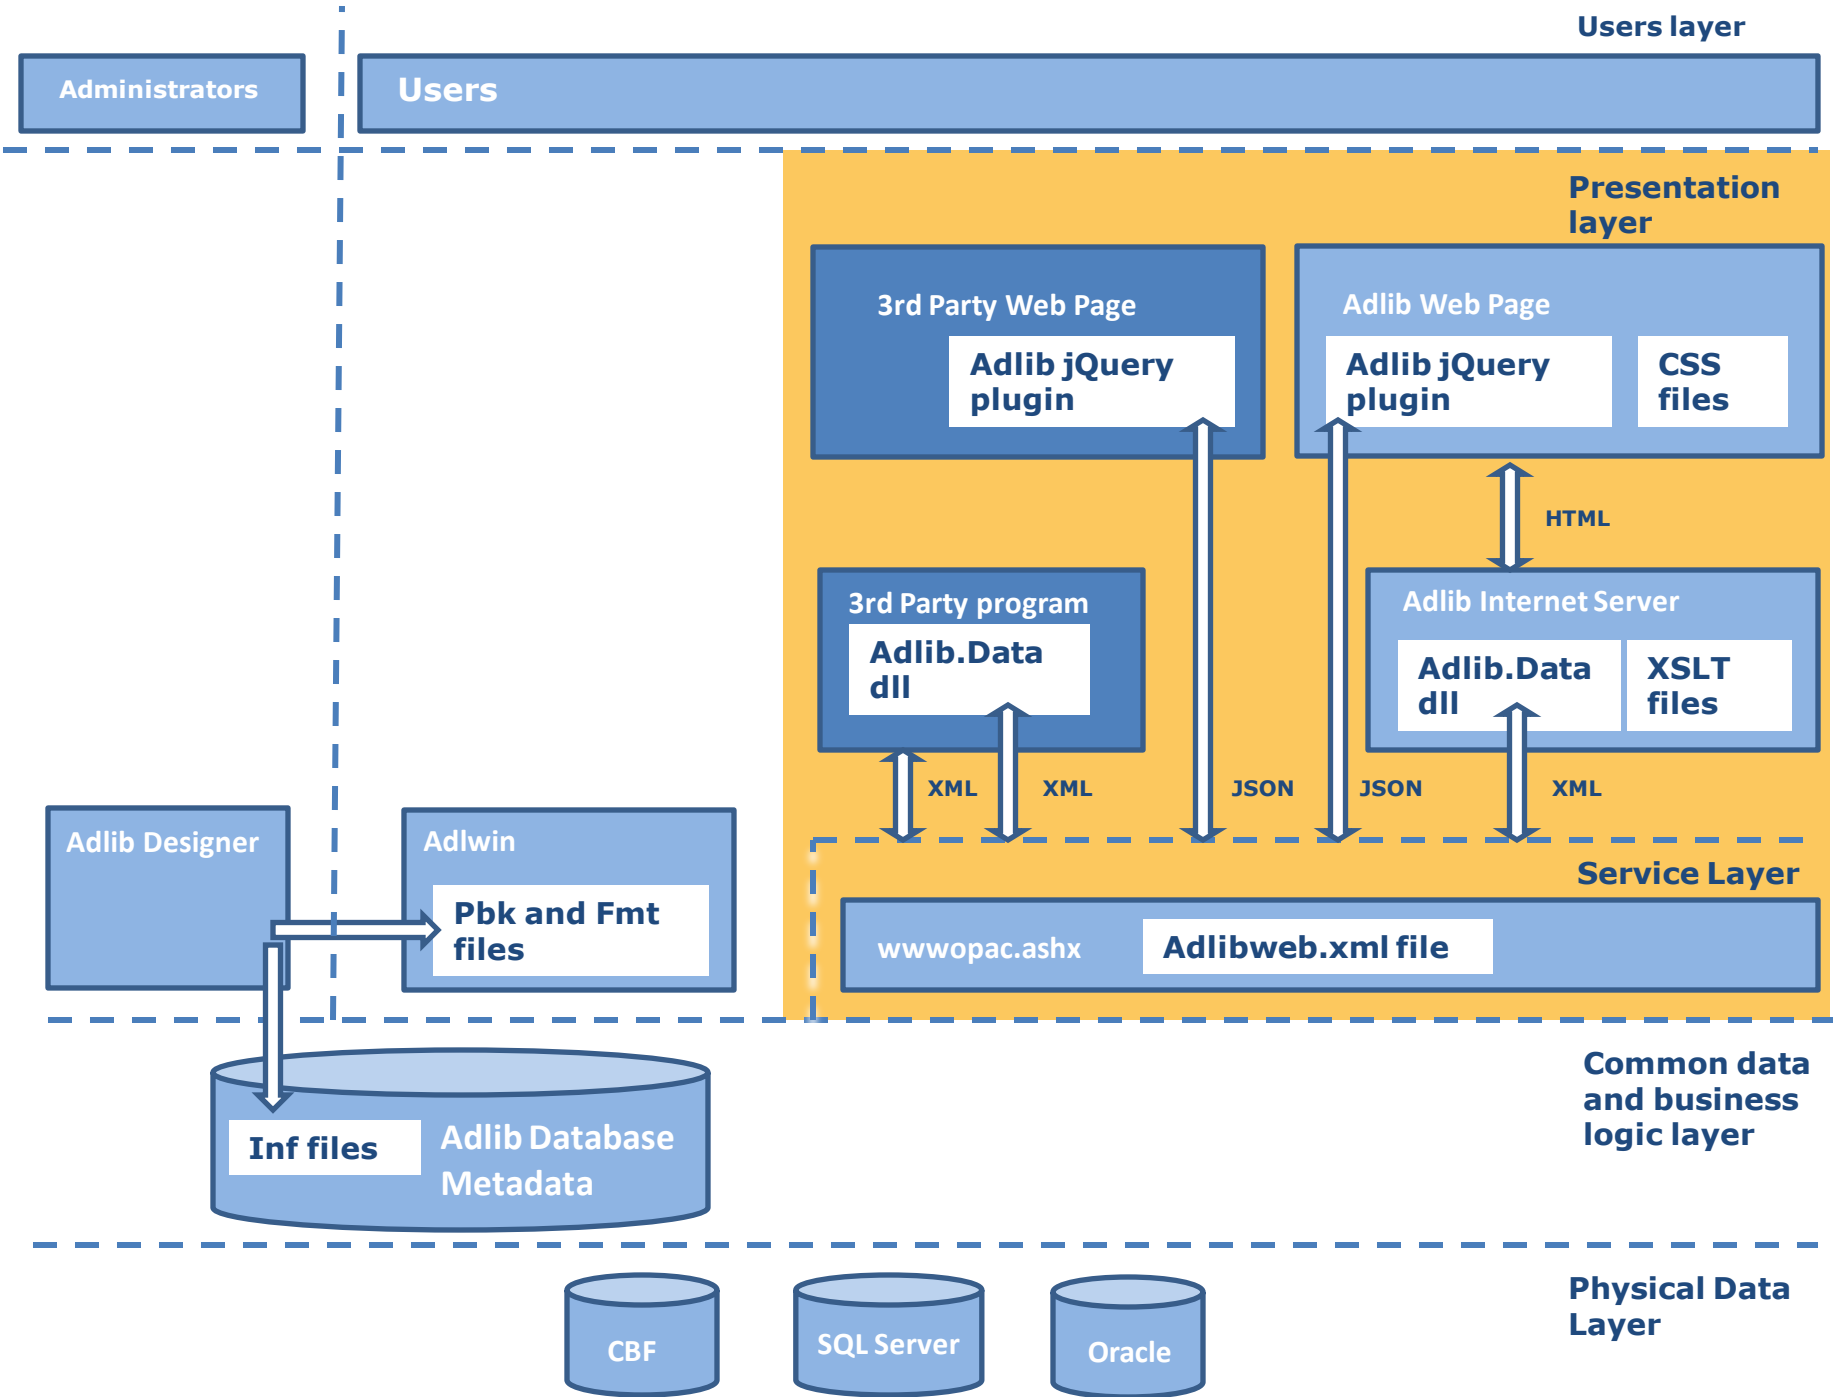 Users layer
Administrators
Users
Presentation
layer
3rd Party Web Page
Adlib jQuery
plugin
Adlib Web Page
Adlib jQuery
plugin
CSS
files
HTML
3rd Party program
Adlib.Data
dll
Adlib Internet Server
Adlib.Data
dll
XSLT
files
XML
XML
JSON
JSON
XML
Adlib Designer
Adlwin
Pbk and Fmt
files
Service Layer
wwwopac.ashx
Adlibweb.xml file
Common data
and business
logic layer
Inf files
Adlib Database
Metadata
Physical Data
Layer
CBF
SQL Server
Oracle